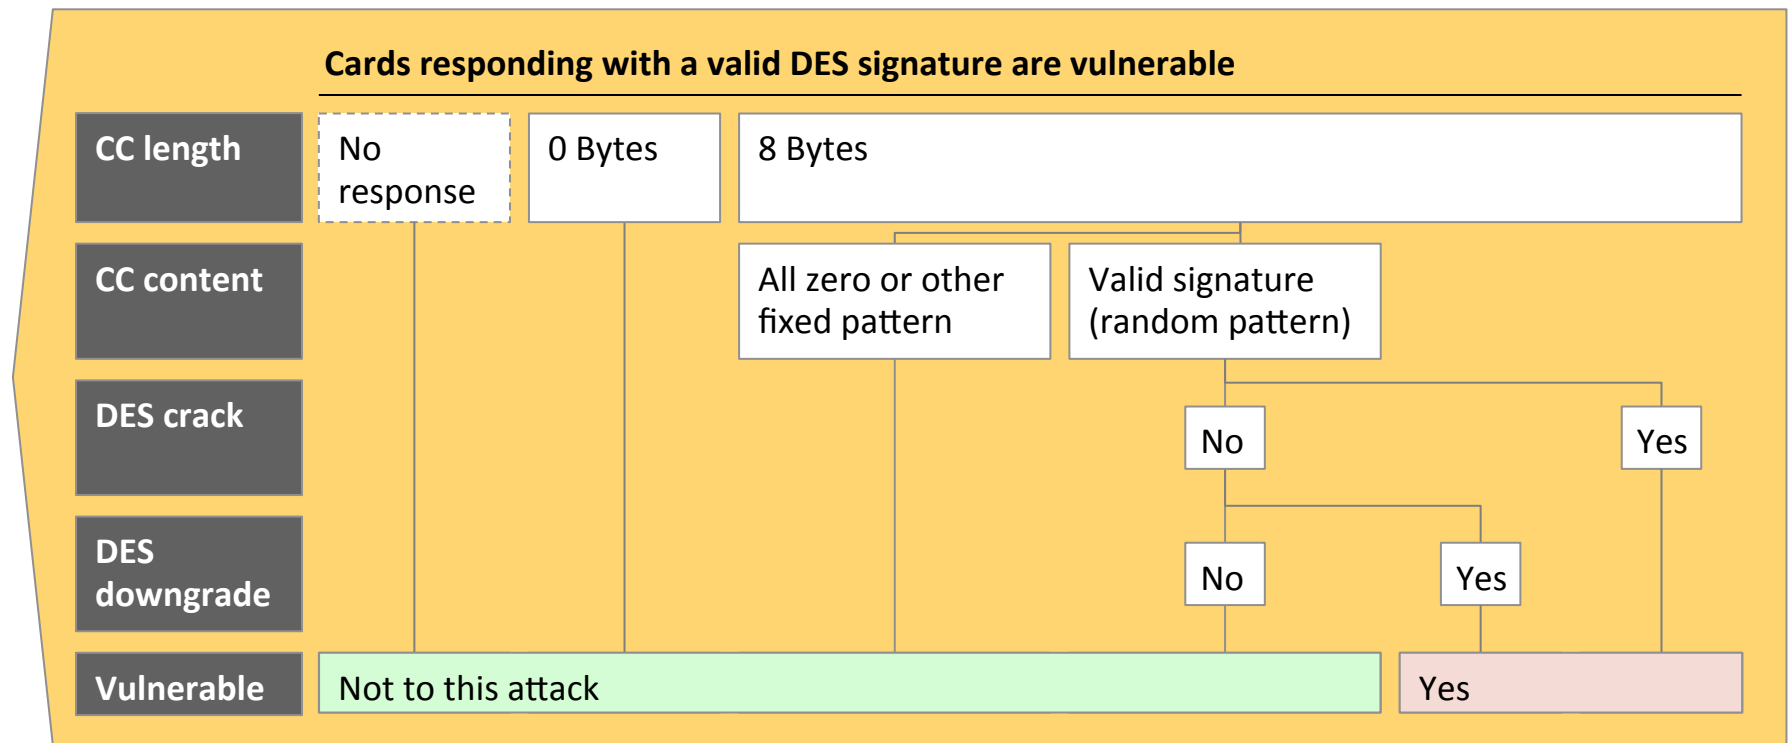 Cards responding with a valid DES signature are vulnerable
CC length
No
response
0 Bytes
8 Bytes
CC content
All zero or other
fixed pattern
Valid signature
(random pattern)
DES crack
No
Yes
DES
downgrade
No
Yes
Vulnerable
Not to this attack
Yes